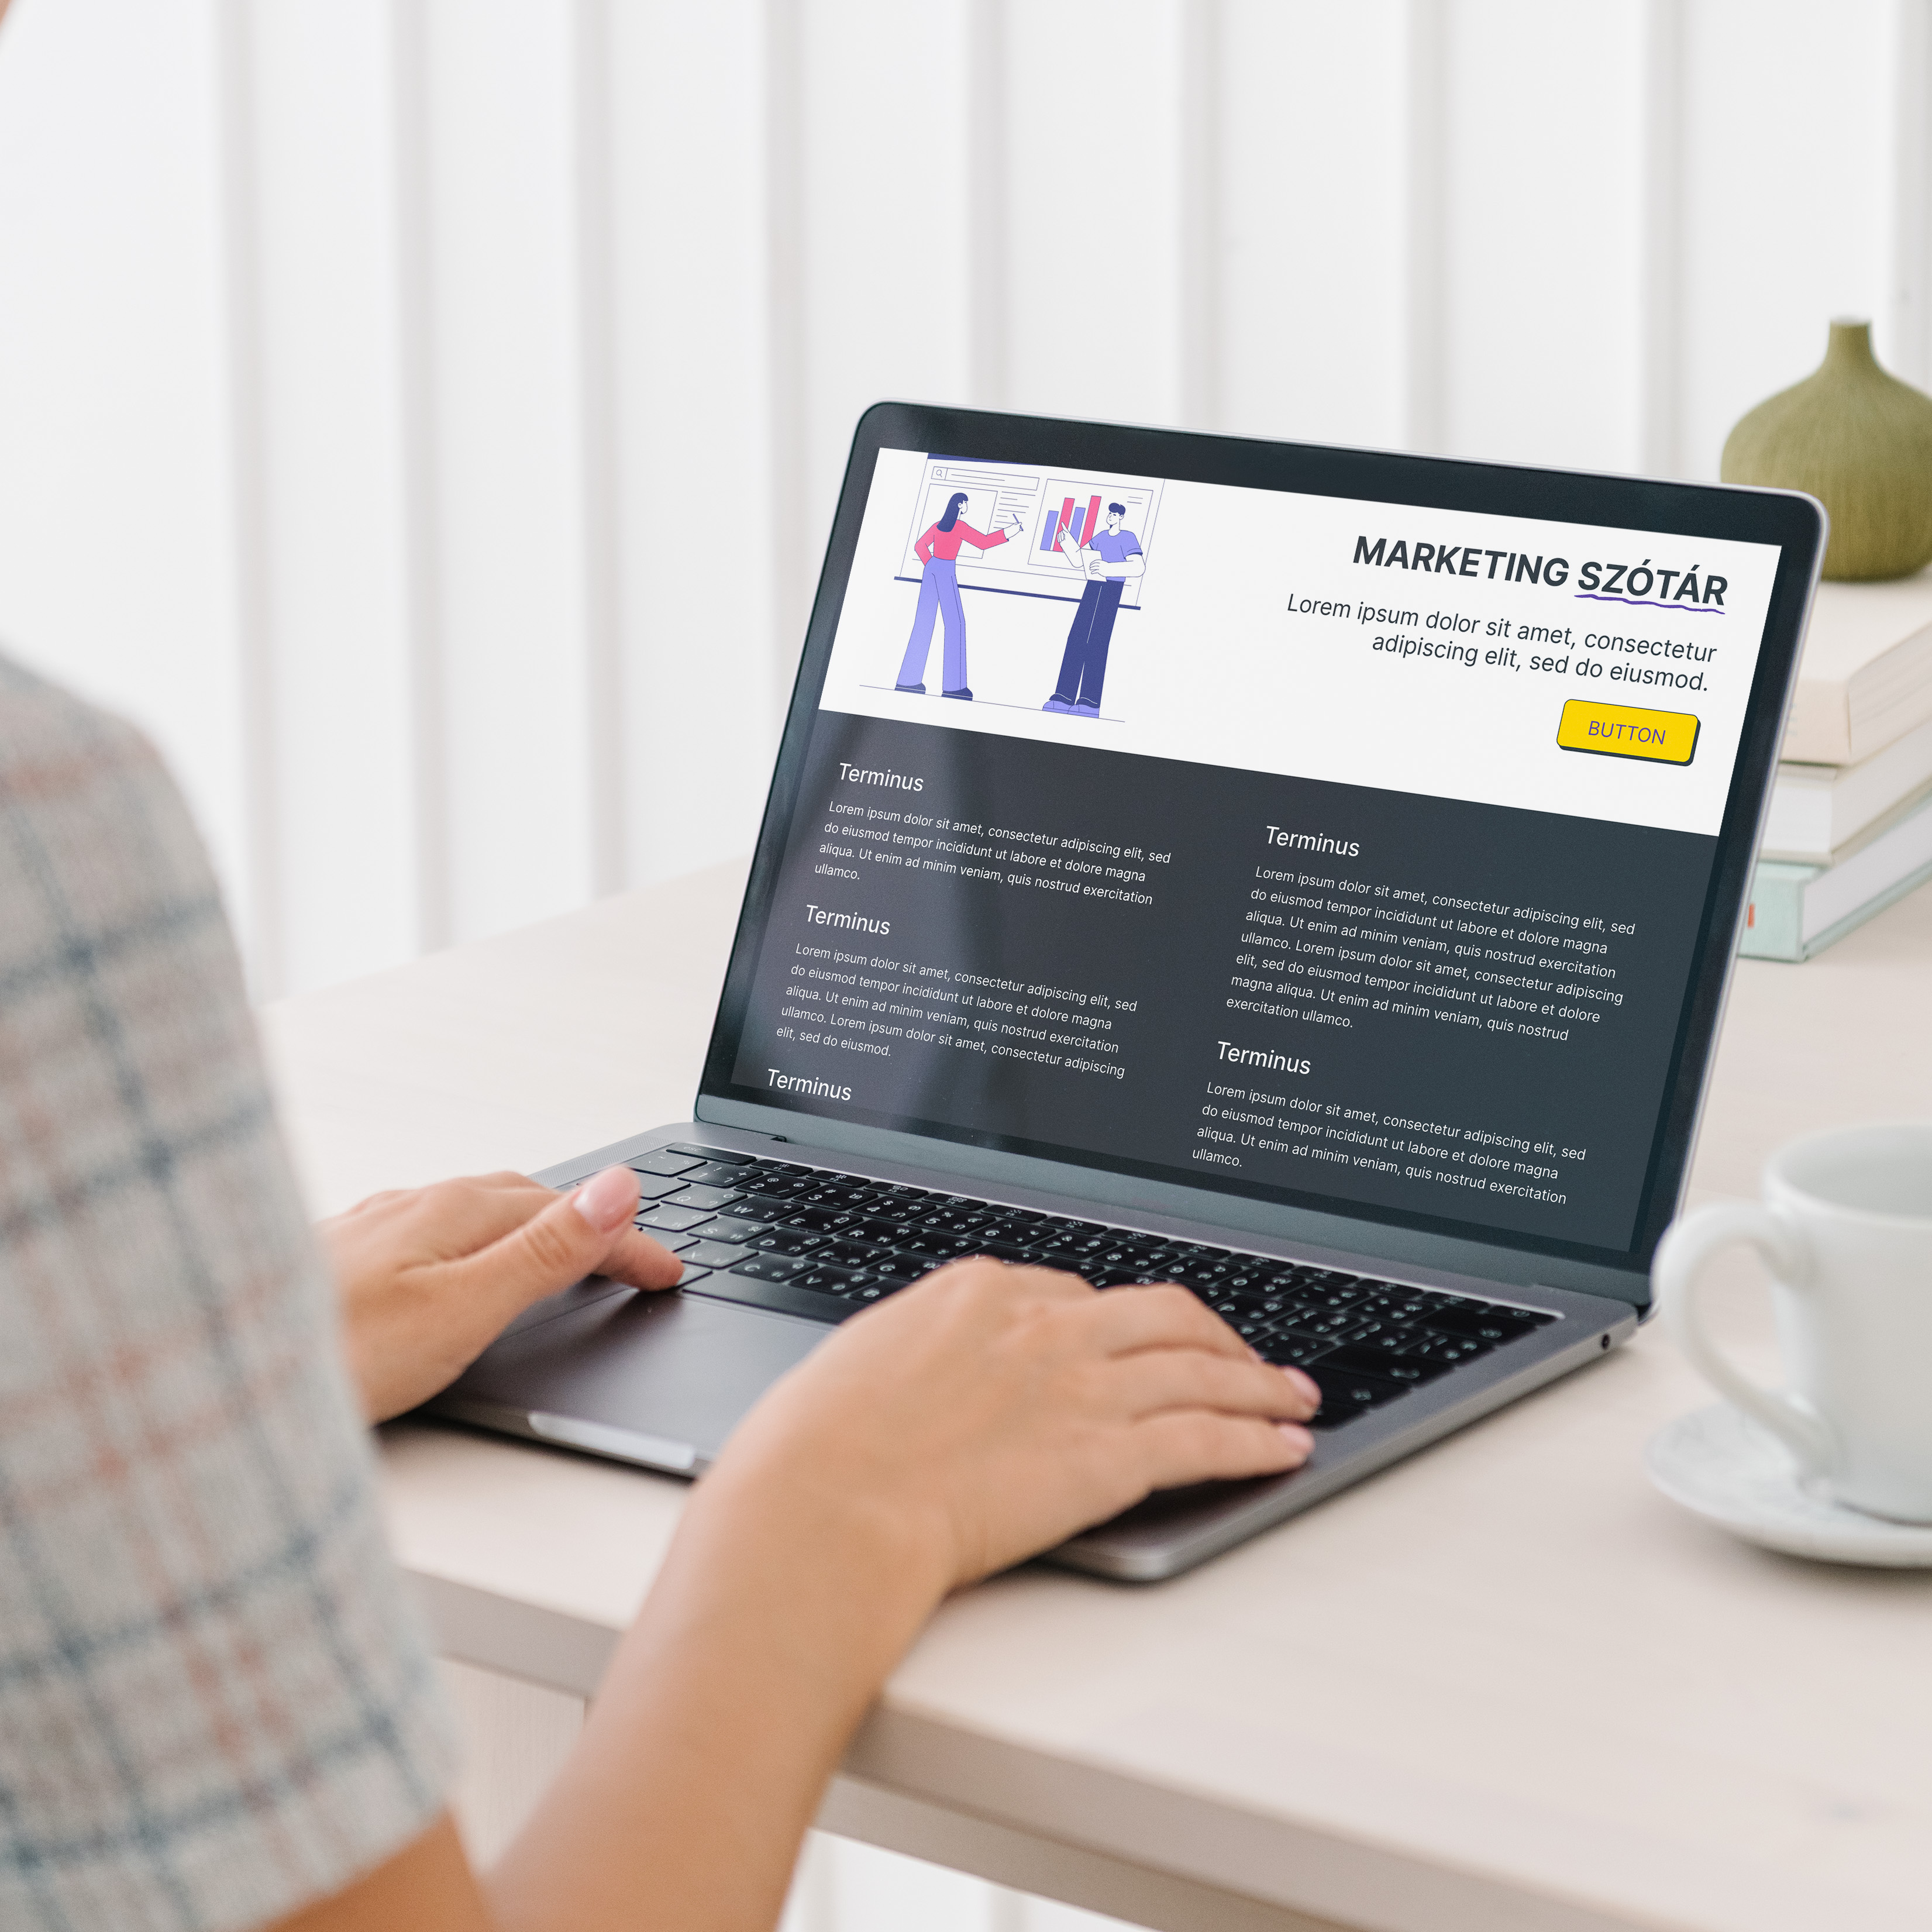 MARKETING SZÓTÁR
Lorem ipsum dolor sit amet, consectetur
adipiscing elit, sed do eiusmod.
BUTTON
Terminus
Lorem ipsum dolor sit amet, consectetur adipiscing elit, sed
do eiusmod tempor incididunt ut labore et dolore magna
aliqua. Ut enim ad minim veniam, quis nostrud exercitation
ullamco.
Terminus
Lorem ipsum dolor sit amet, consectetur adipiscing elit, sed
do eiusmod tempor incididunt ut labore et dolore magna
aliqua. Ut enim ad minim veniam, quis nostrud exercitation
ullamco. Lorem ipsum dolor sit amet, consectetur adipiscing
elit, sed do eiusmod.
Terminus
Terminus
Lorem ipsum dolor sit amet, consectetur adipiscing elit, sed
do eiusmod tempor incididunt ut labore et dolore magna
aliqua. Ut enim ad minim veniam, quis nostrud exercitation
ullamco. Lorem ipsum dolor sit amet, consectetur adipiscing
elit, sed do eiusmod tempor incididunt ut labore et dolore
magna aliqua. Ut enim ad minim veniam, quis nostrud
exercitation ullamco.
Terminus
Lorem ipsum dolor sit amet, consectetur adipiscing elit, sed
do eiusmod tempor incididunt ut labore et dolore magna
aliqua. Ut enim ad minim veniam, quis nostrud exercitation
ullamco.